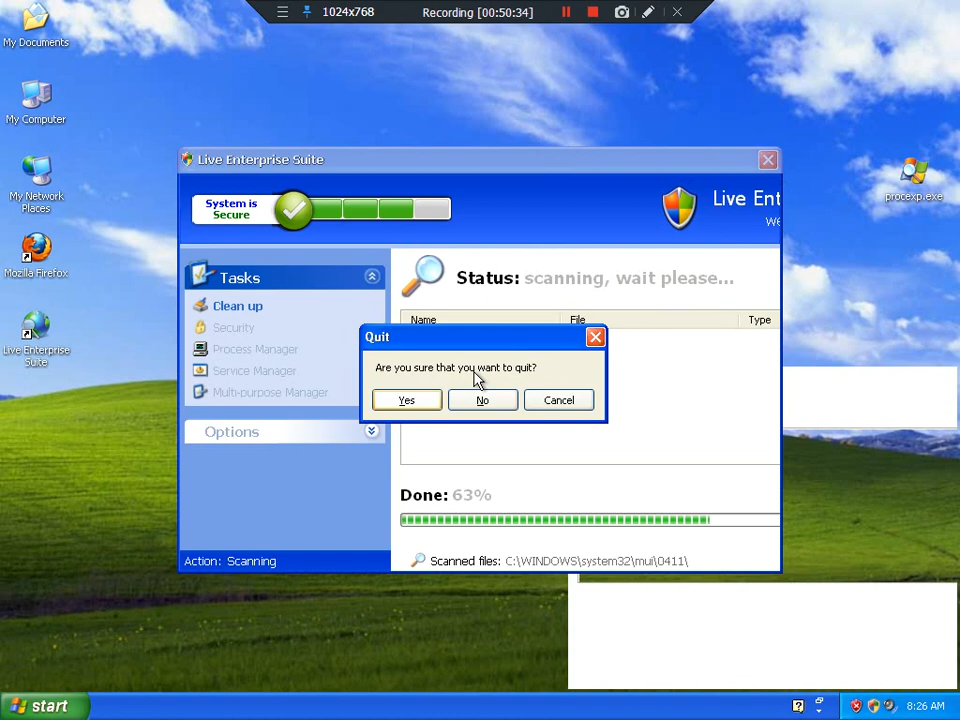 1024x768
Recording [00:50:34]
My Documents
My Computer
My Network
Places
Mozilla Firefox
Live Enterprise
Suite
procexp.exe
Live Enterprise Suite
System is
Secure
Live Ent
We
Tasks
Clean up
Security
Process Manager
Service Manager
Multi-purpose Manager
Options
Action: Scanning
Status: scanning, wait please...
Name File Type
Quit
Are you sure that you want to quit?
Yes No Cancel
Done: 63%
Scanned files: C:\WINDOWS\system32\mui\0411\
start
8:26 AM